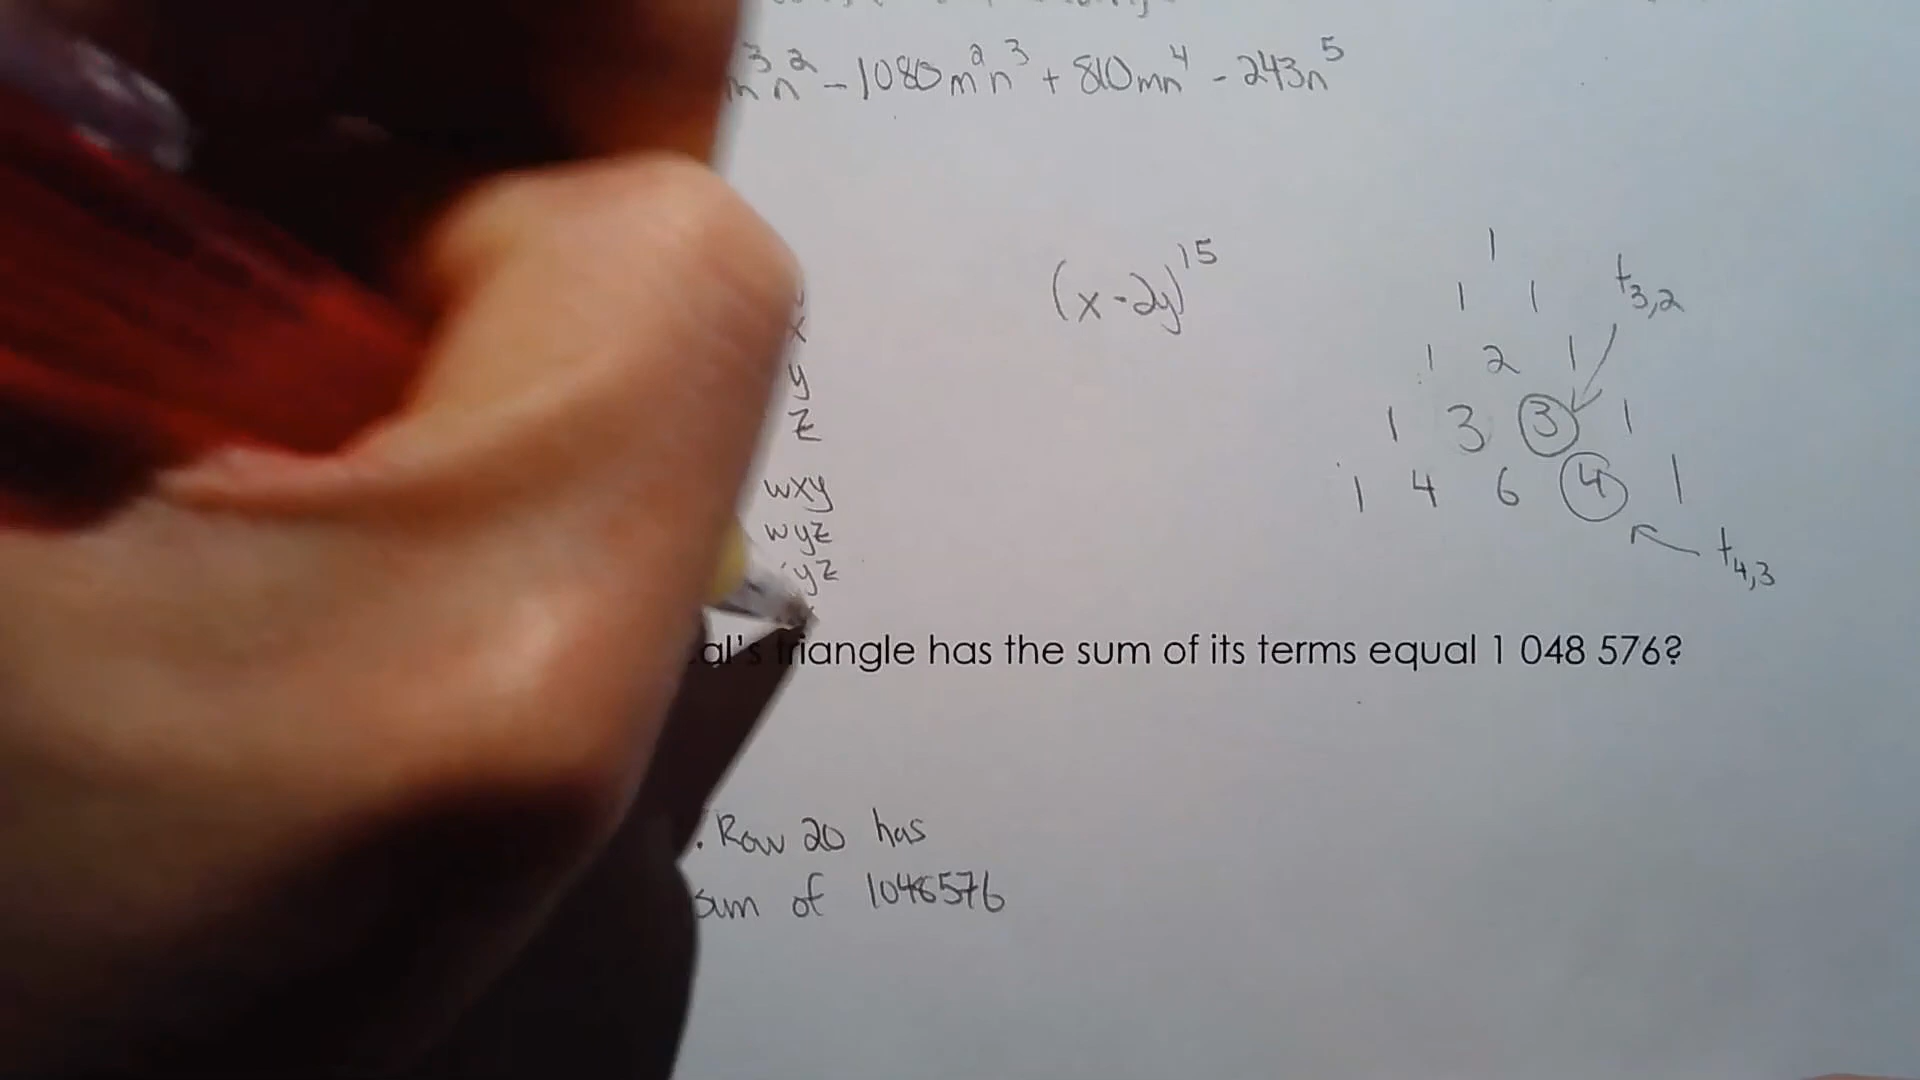 n² - 1080m²n³ + 810mn⁴ - 243n⁵
(x-2y)¹⁵
1
1 1
t₃,₂
1 2 1
1 3 3 1
1 4 6 4 1
t₄,₃
x
y
z
wxy
wyz
yz
triangle has the sum of its terms equal 1 048 576?
Row 20 has
sum of 1048576